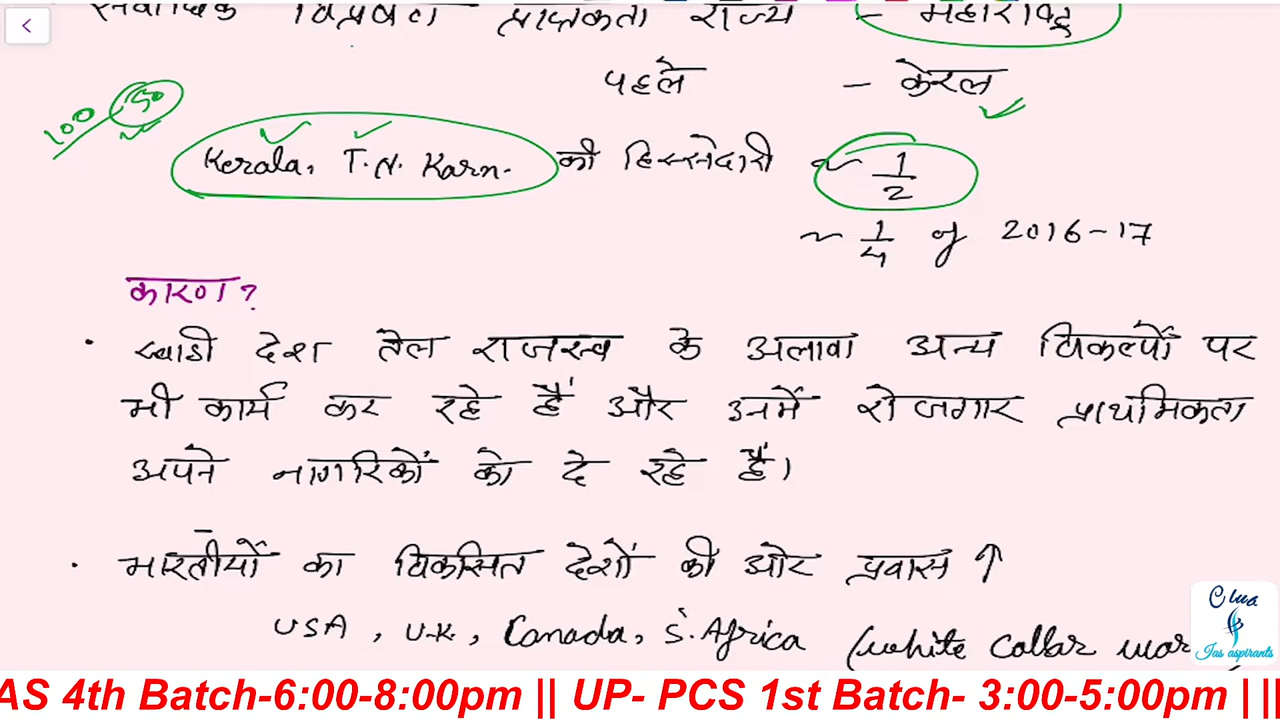 सर्वाधिक विप्रेषण प्राप्तकर्ता राज्य - महाराष्ट्र
पहले - केरल
100 50
Kerala, T.N. Karn. की हिस्सेदारी ~ 1/2
~ 1/4 of 2016-17
कारण?
• खाडी देश तेल राजस्व के अलावा अन्य विकल्पों पर
भी कार्य कर रहे हैं और उनमें रोजगार प्राथमिकता
अपने नागरिकों को दे रहे हैं।
• भारतीयों का विकसित देशों की ओर प्रवास ↑
USA, U.K., Canada, S. Africa (white collar wor
Ias aspirants
AS 4th Batch-6:00-8:00pm || UP- PCS 1st Batch- 3:00-5:00pm | ||